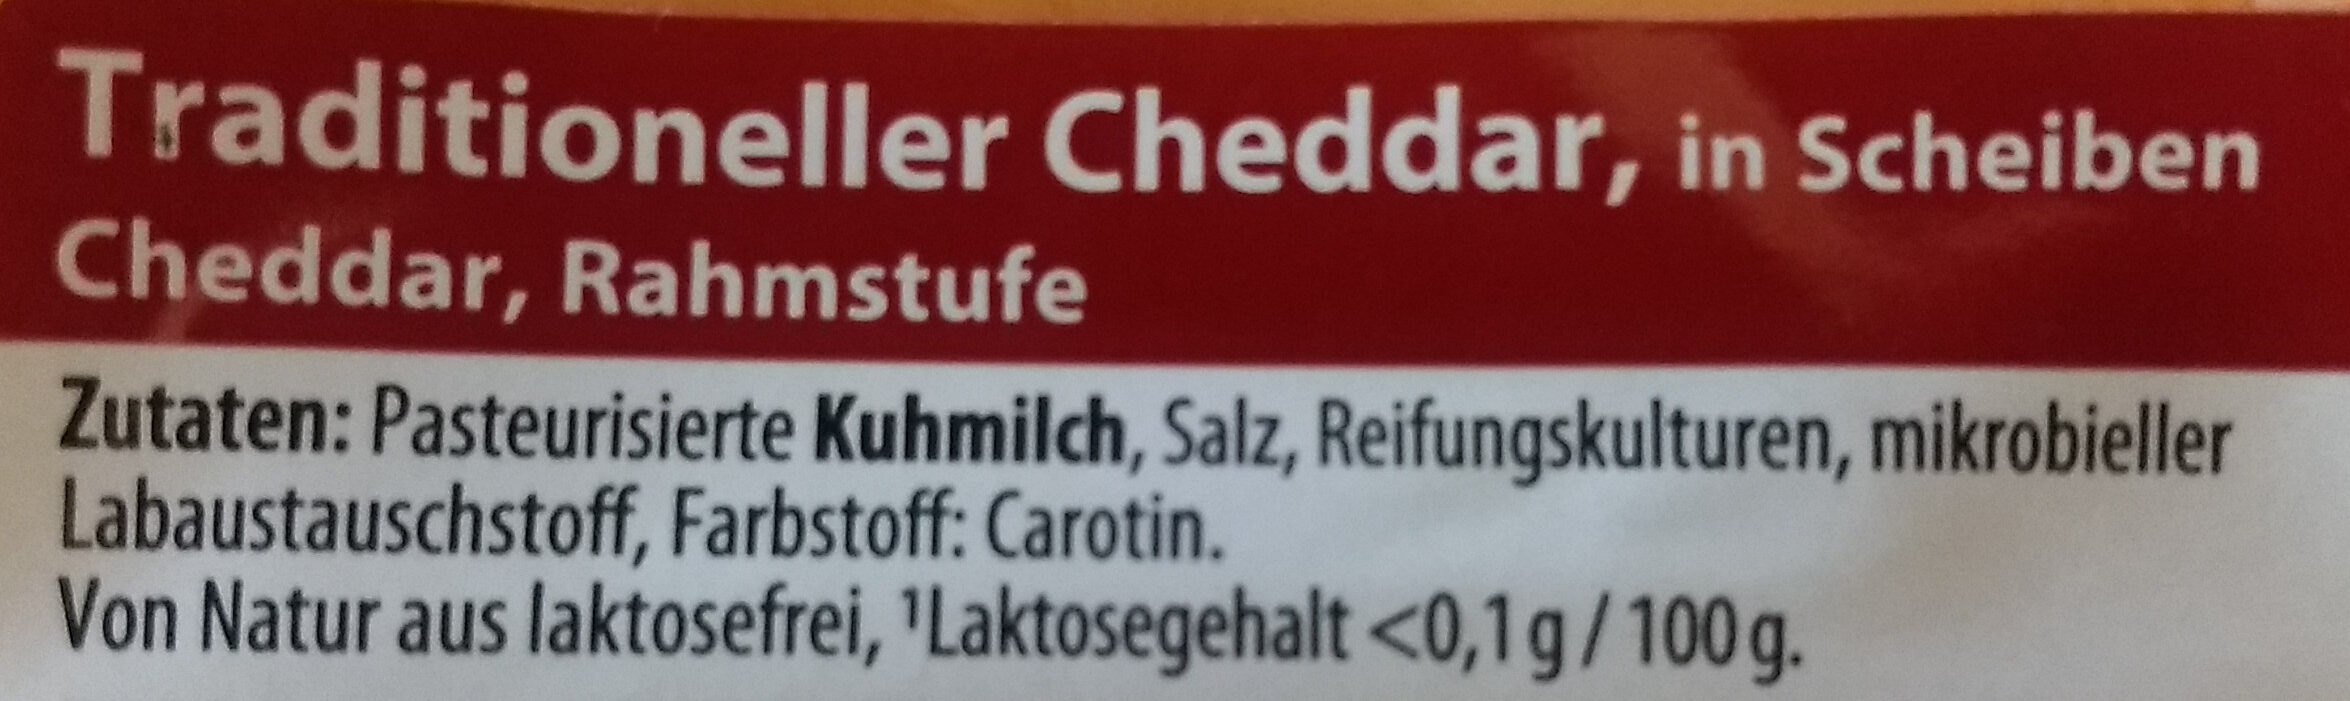 Traditioneller Cheddar, in Scheiben
Cheddar, Rahmstufe
Zutaten: Pasteurisierte Kuhmilch, Salz, Reifungskulturen, mikrobieller
Labaustauschstoff, Farbstoff: Carotin.
Von Natur aus laktosefrei, ¹Laktosegehalt <0,1 g / 100 g.